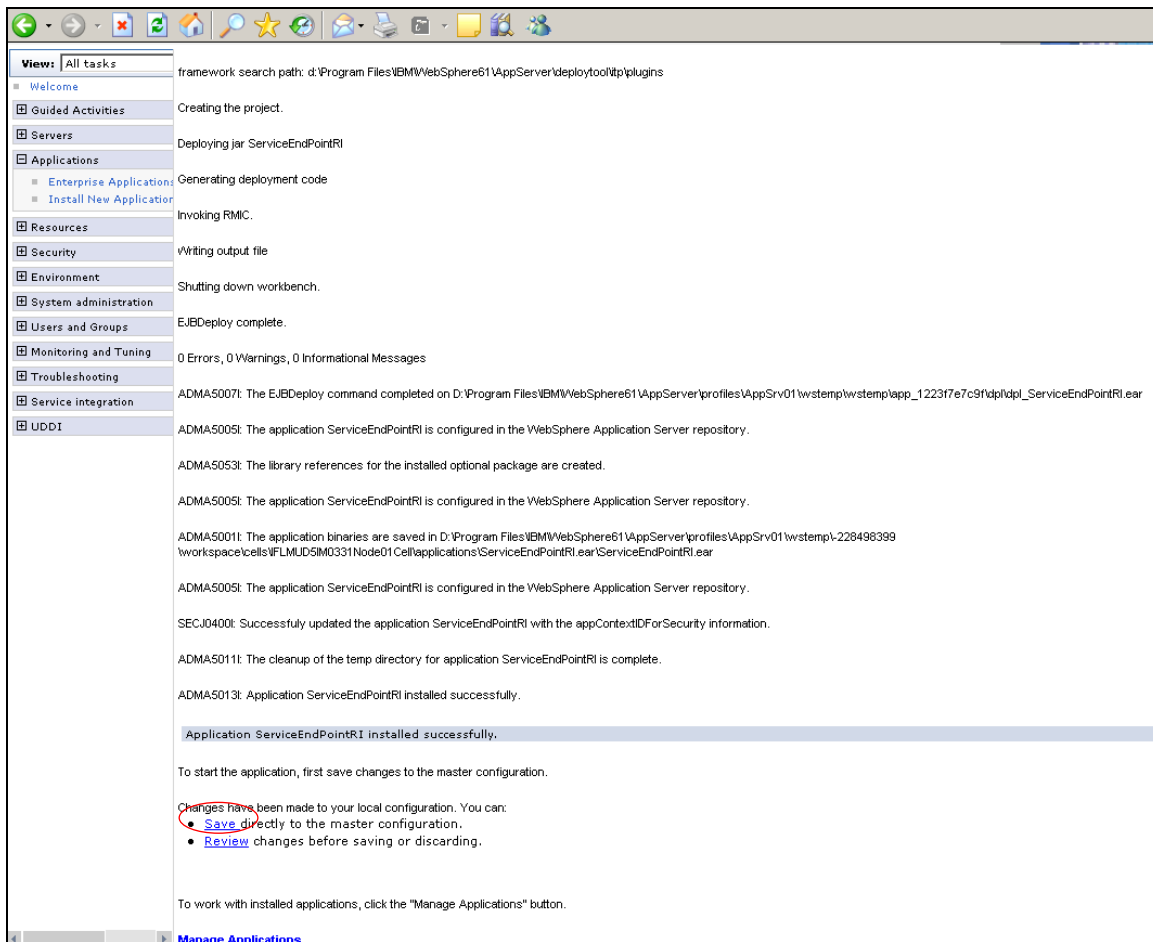 View: All tasks
Welcome
Guided Activities
Servers
Applications
Enterprise Applications
Install New Application
Resources
Security
Environment
System administration
Users and Groups
Monitoring and Tuning
Troubleshooting
Service integration
UDDI
framework search path: d:\Program Files\IBM\WebSphere61\AppServer\deploytool\itp\plugins
Creating the project.
Deploying jar ServiceEndPointRI
Generating deployment code
Invoking RMIC.
Writing output file
Shutting down workbench.
EJBDeploy complete.
0 Errors, 0 Warnings, 0 Informational Messages
ADMA5007I: The EJBDeploy command completed on D:\Program Files\IBM\WebSphere61\AppServer\profiles\AppSrv01\wstemp\wstemp\app_1223f7e7c9f\dpl\dpl_ServiceEndPointRI.ear
ADMA5005I: The application ServiceEndPointRI is configured in the WebSphere Application Server repository.
ADMA5053I: The library references for the installed optional package are created.
ADMA5005I: The application ServiceEndPointRI is configured in the WebSphere Application Server repository.
ADMA5001I: The application binaries are saved in D:\Program Files\IBM\WebSphere61\AppServer\profiles\AppSrv01\wstemp\-228498399
\workspace\cells\IFLMUD5IM0331Node01Cell\applications\ServiceEndPointRI.ear\ServiceEndPointRI.ear
ADMA5005I: The application ServiceEndPointRI is configured in the WebSphere Application Server repository.
SECJ0400I: Successfuly updated the application ServiceEndPointRI with the appContextIDForSecurity information.
ADMA5011I: The cleanup of the temp directory for application ServiceEndPointRI is complete.
ADMA5013I: Application ServiceEndPointRI installed successfully.
Application ServiceEndPointRI installed successfully.
To start the application, first save changes to the master configuration.
Changes have been made to your local configuration. You can:
Save directly to the master configuration.
Review changes before saving or discarding.
To work with installed applications, click the "Manage Applications" button.
Manage Applications